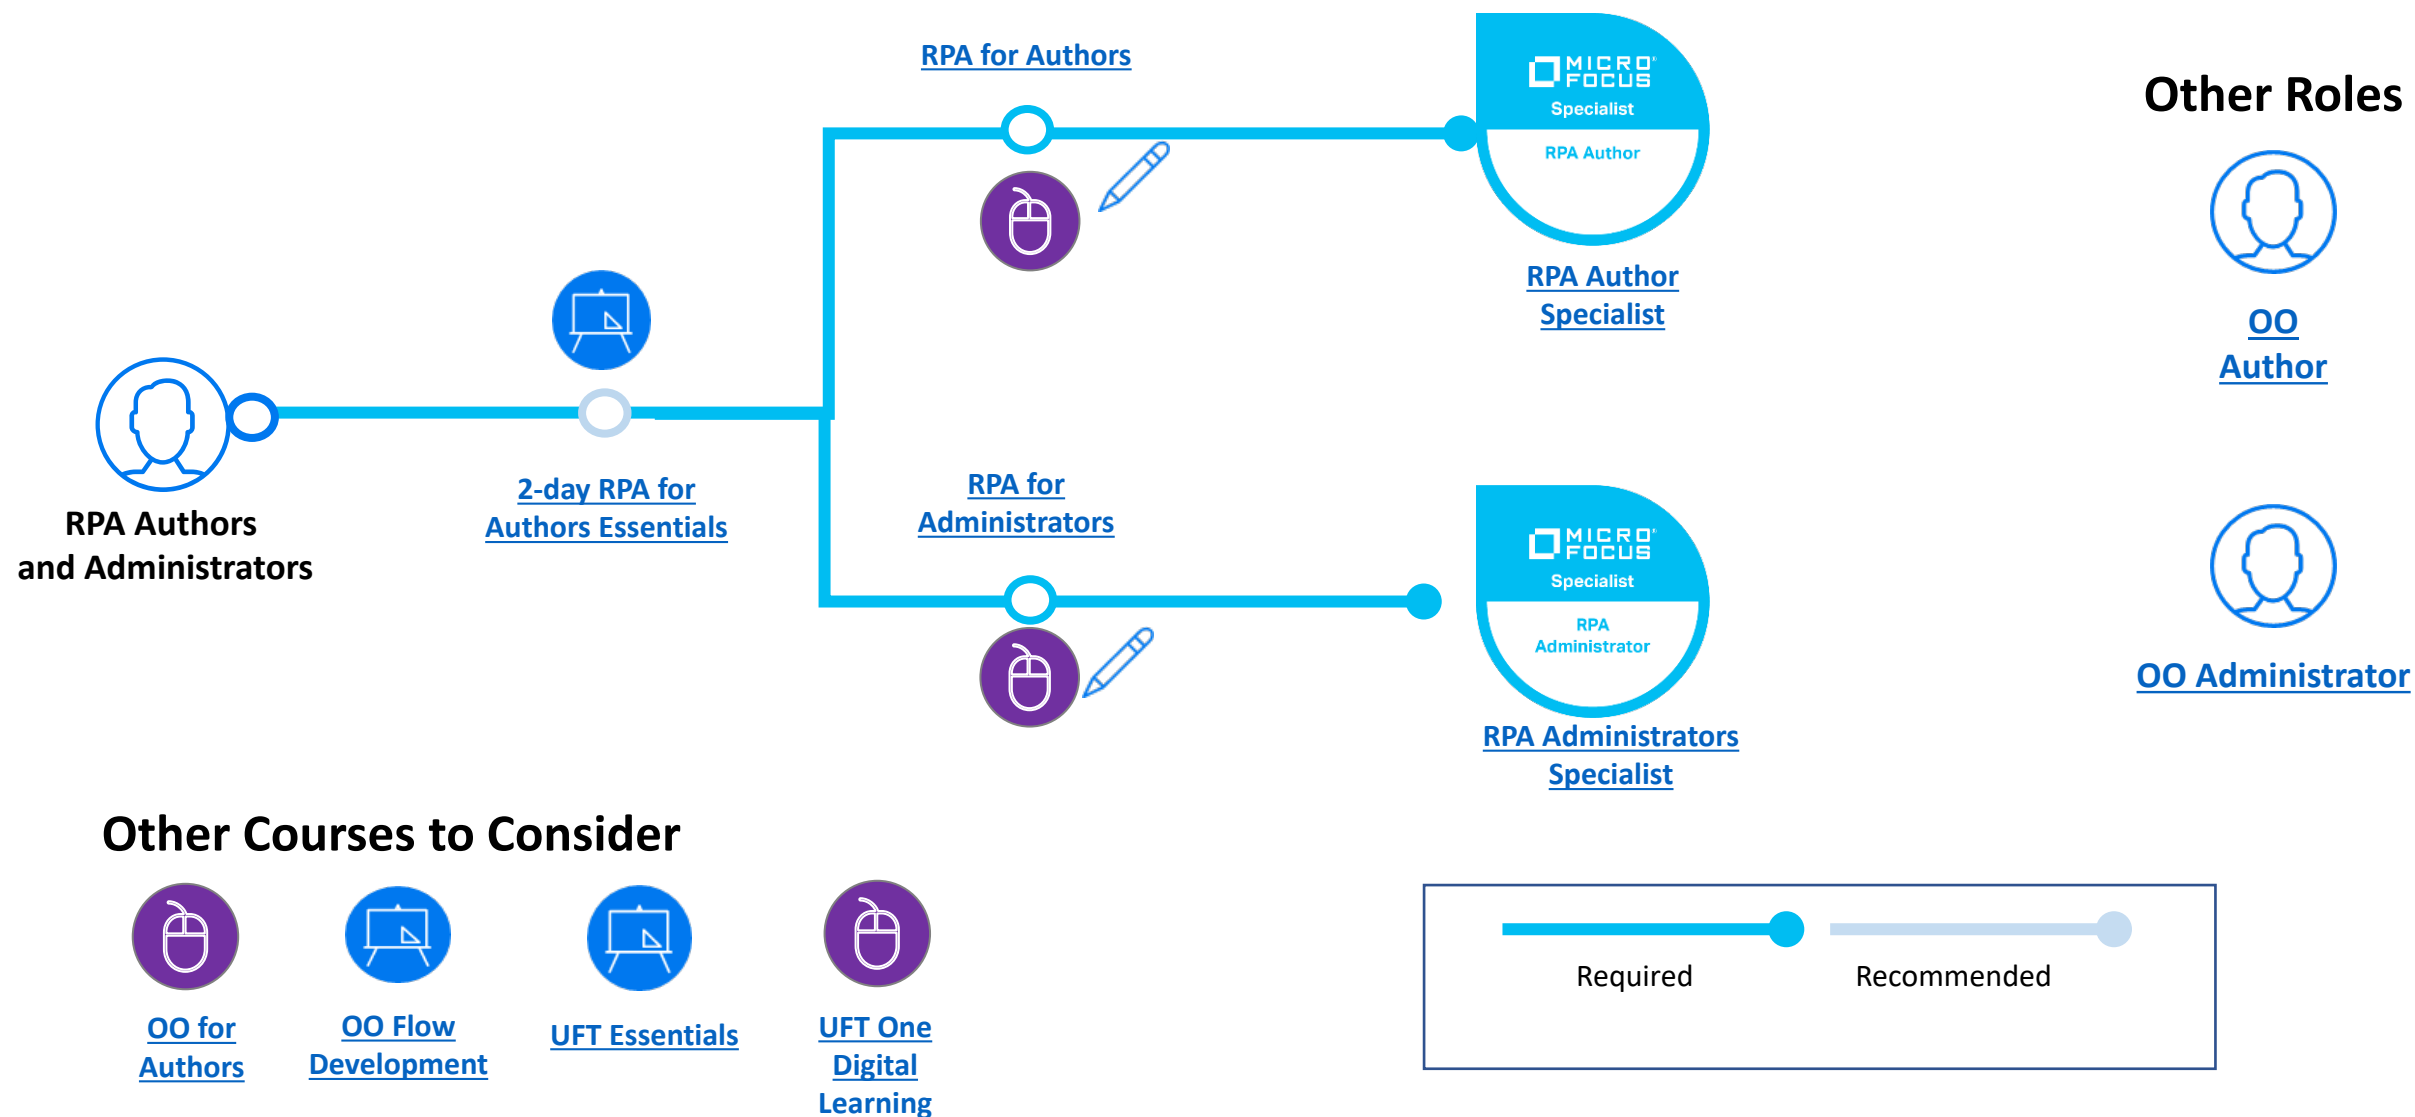 RPA for Authors
MICRO
FOCUS
Specialist
RPA Author
RPA Author
Specialist
Other Roles
OO
Author
RPA Authors
and Administrators
2-day RPA for
Authors Essentials
RPA for
Administrators
MICRO
FOCUS
Specialist
RPA
Administrator
RPA Administrators
Specialist
OO Administrator
Other Courses to Consider
OO for
Authors
OO Flow
Development
UFT Essentials
UFT One
Digital
Learning
Required
Recommended